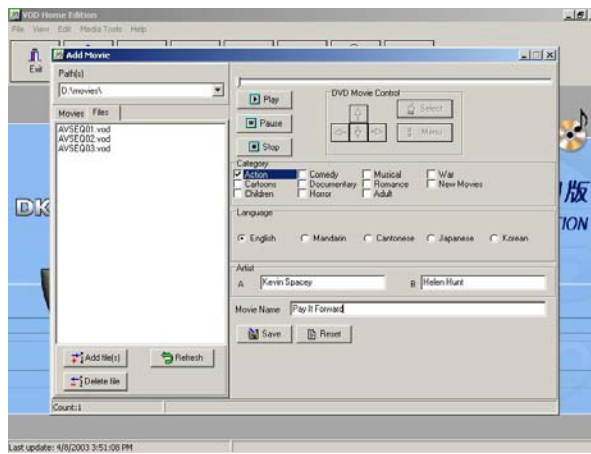 VOD Home Edition
File View Edit Media Tools Help
Exit
Add Movie
Path(s)
D:\movies\
Movies Files
AVSEQ01.vod
AVSEQ02.vod
AVSEQ03.vod
Add file(s)
Refresh
Delete file
Count:1
Play
Pause
Stop
DVD Movie Control
Select
Menu
Category
Action Comedy Musical War
Cartoons Documentary Romance New Movies
Children Horror Adult
Language
English Mandarin Cantonese Japanese Korean
Artist
A Kevin Spacey B Helen Hunt
Movie Name Pay It Forward
Save Reset
DK
版
ION
Last update: 4/8/2003 3:51:08 PM